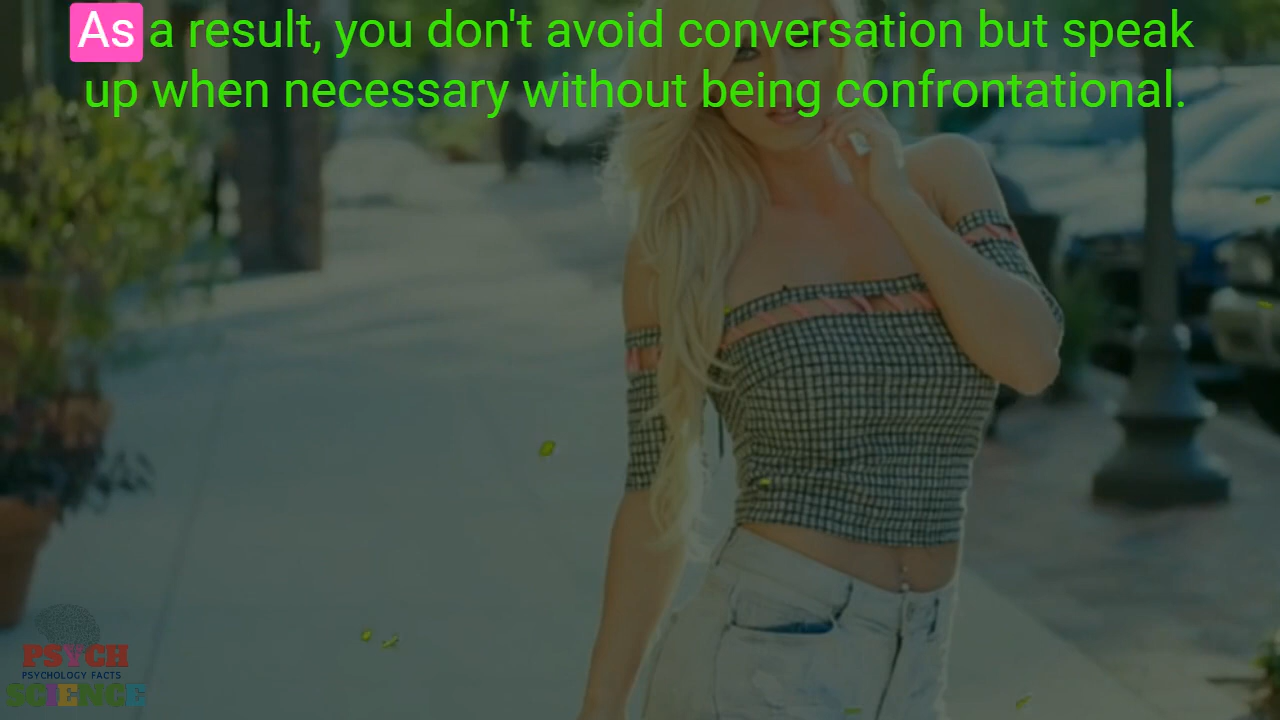 As a result, you don't avoid conversation but speak
up when necessary without being confrontational.
PSYCH
PSYCHOLOGY FACTS
SCIENCE